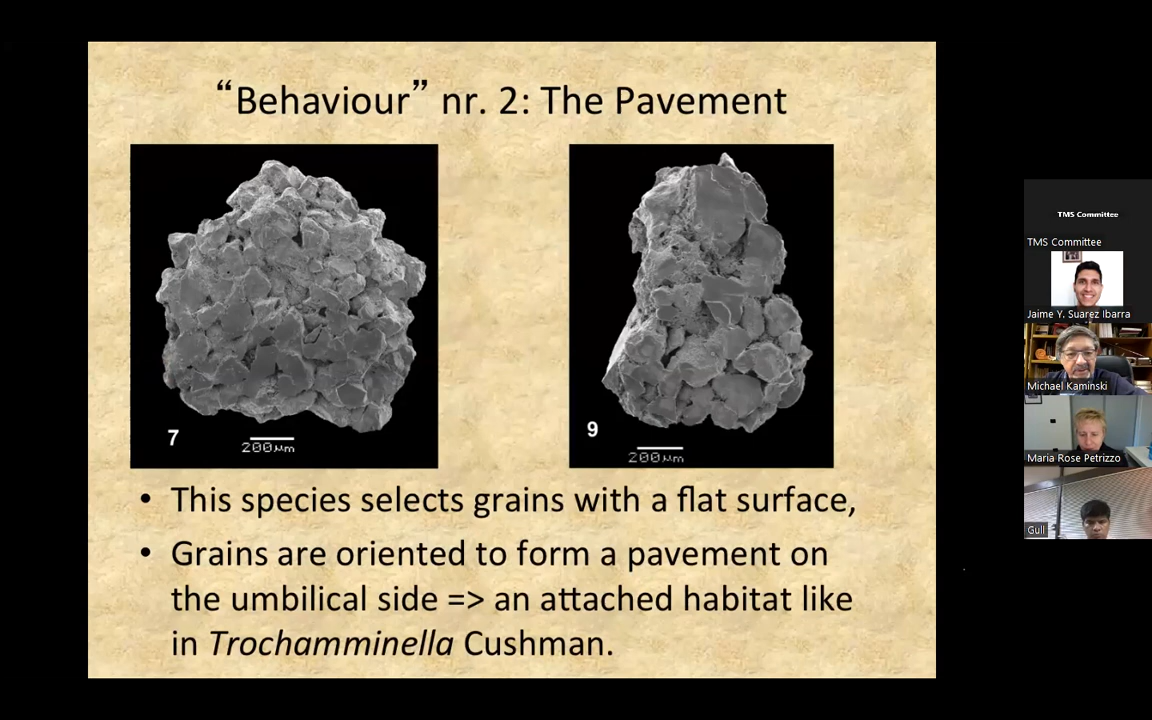 “Behaviour” nr. 2: The Pavement
7
200µm
9
200µm
• This species selects grains with a flat surface,
• Grains are oriented to form a pavement on
the umbilical side => an attached habitat like
in Trochamminella Cushman.
TMS Committee
TMS Committee
Jaime Y. Suarez Ibarra
Michael Kaminski
Maria Rose Petrizzo
Gull